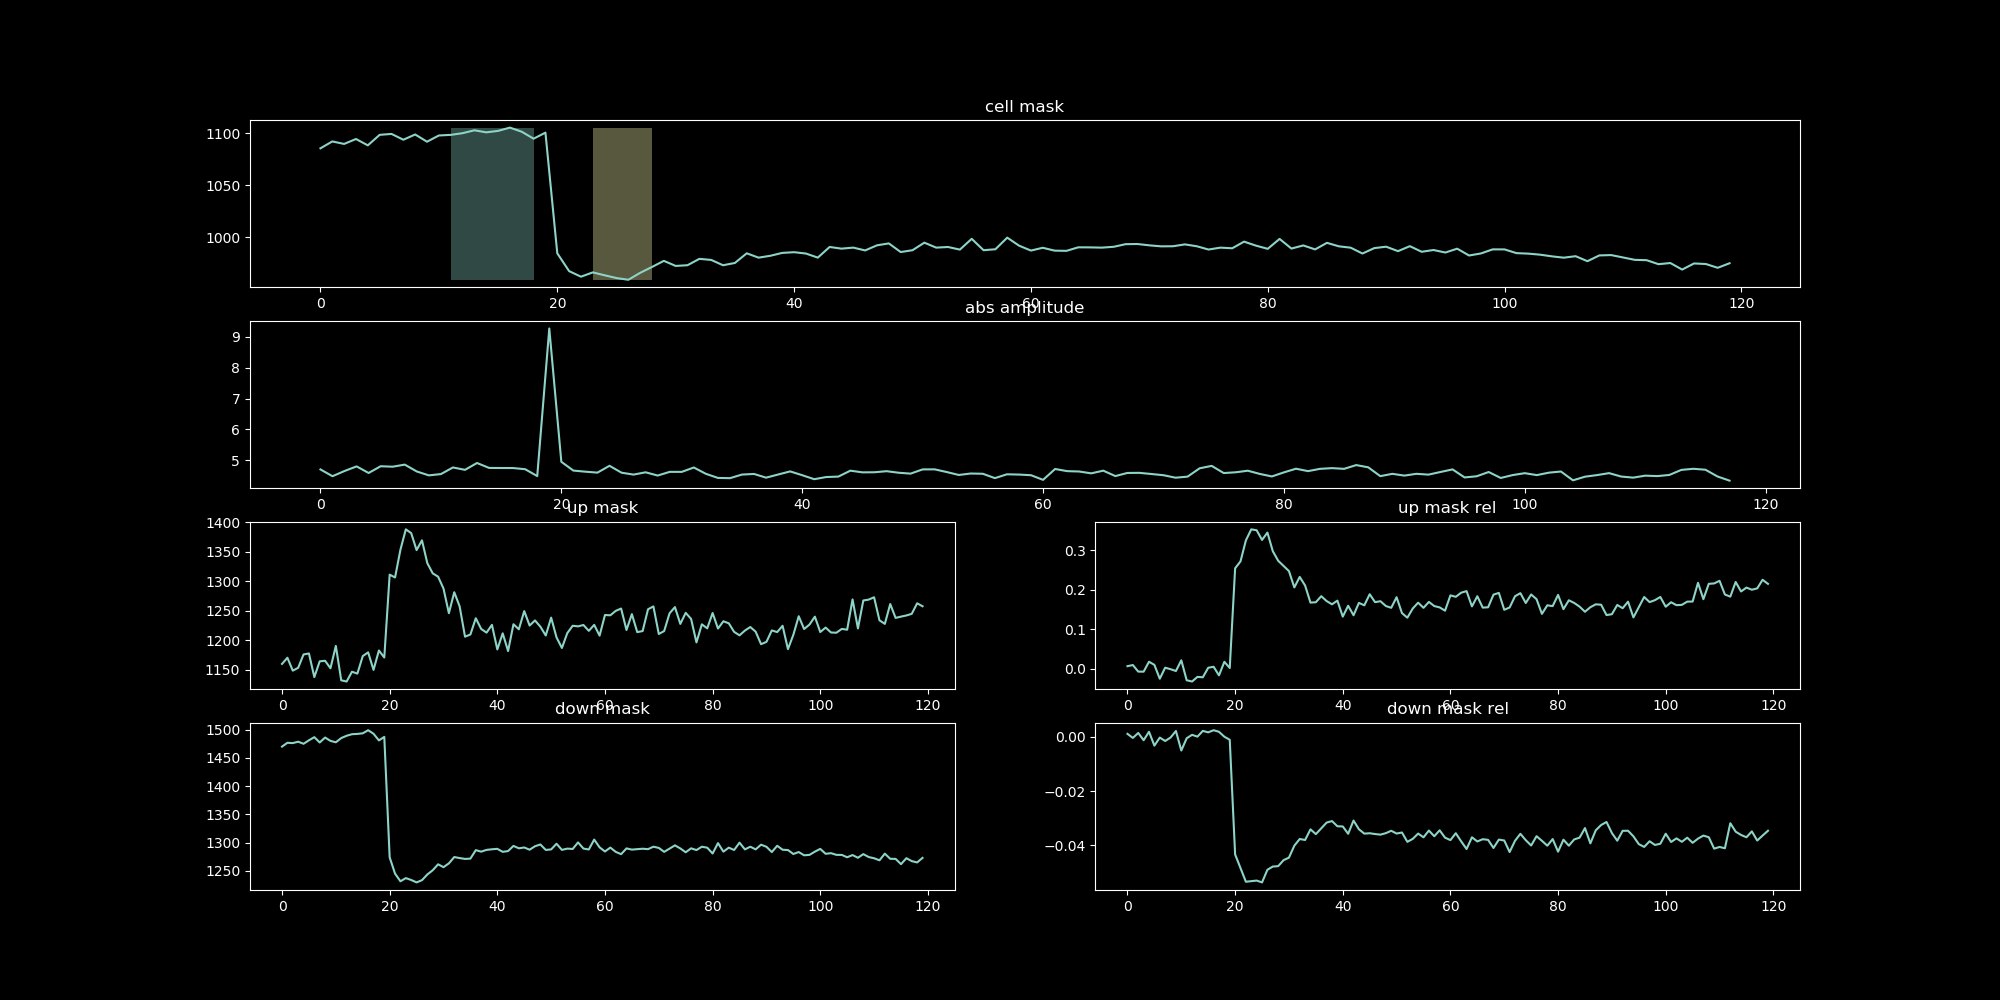 cell mask
1100
1050
1000
0 20 40 60 80 100 120
abs amplitude
9
8
7
6
5
0 20 40 60 80 100 120
up mask
1400
1350
1300
1250
1200
1150
0 20 40 60 80 100 120
up mask rel
0.3
0.2
0.1
0.0
0 20 40 60 80 100 120
down mask
1500
1450
1400
1350
1300
1250
0 20 40 60 80 100 120
down mask rel
0.00
−0.02
−0.04
0 20 40 60 80 100 120